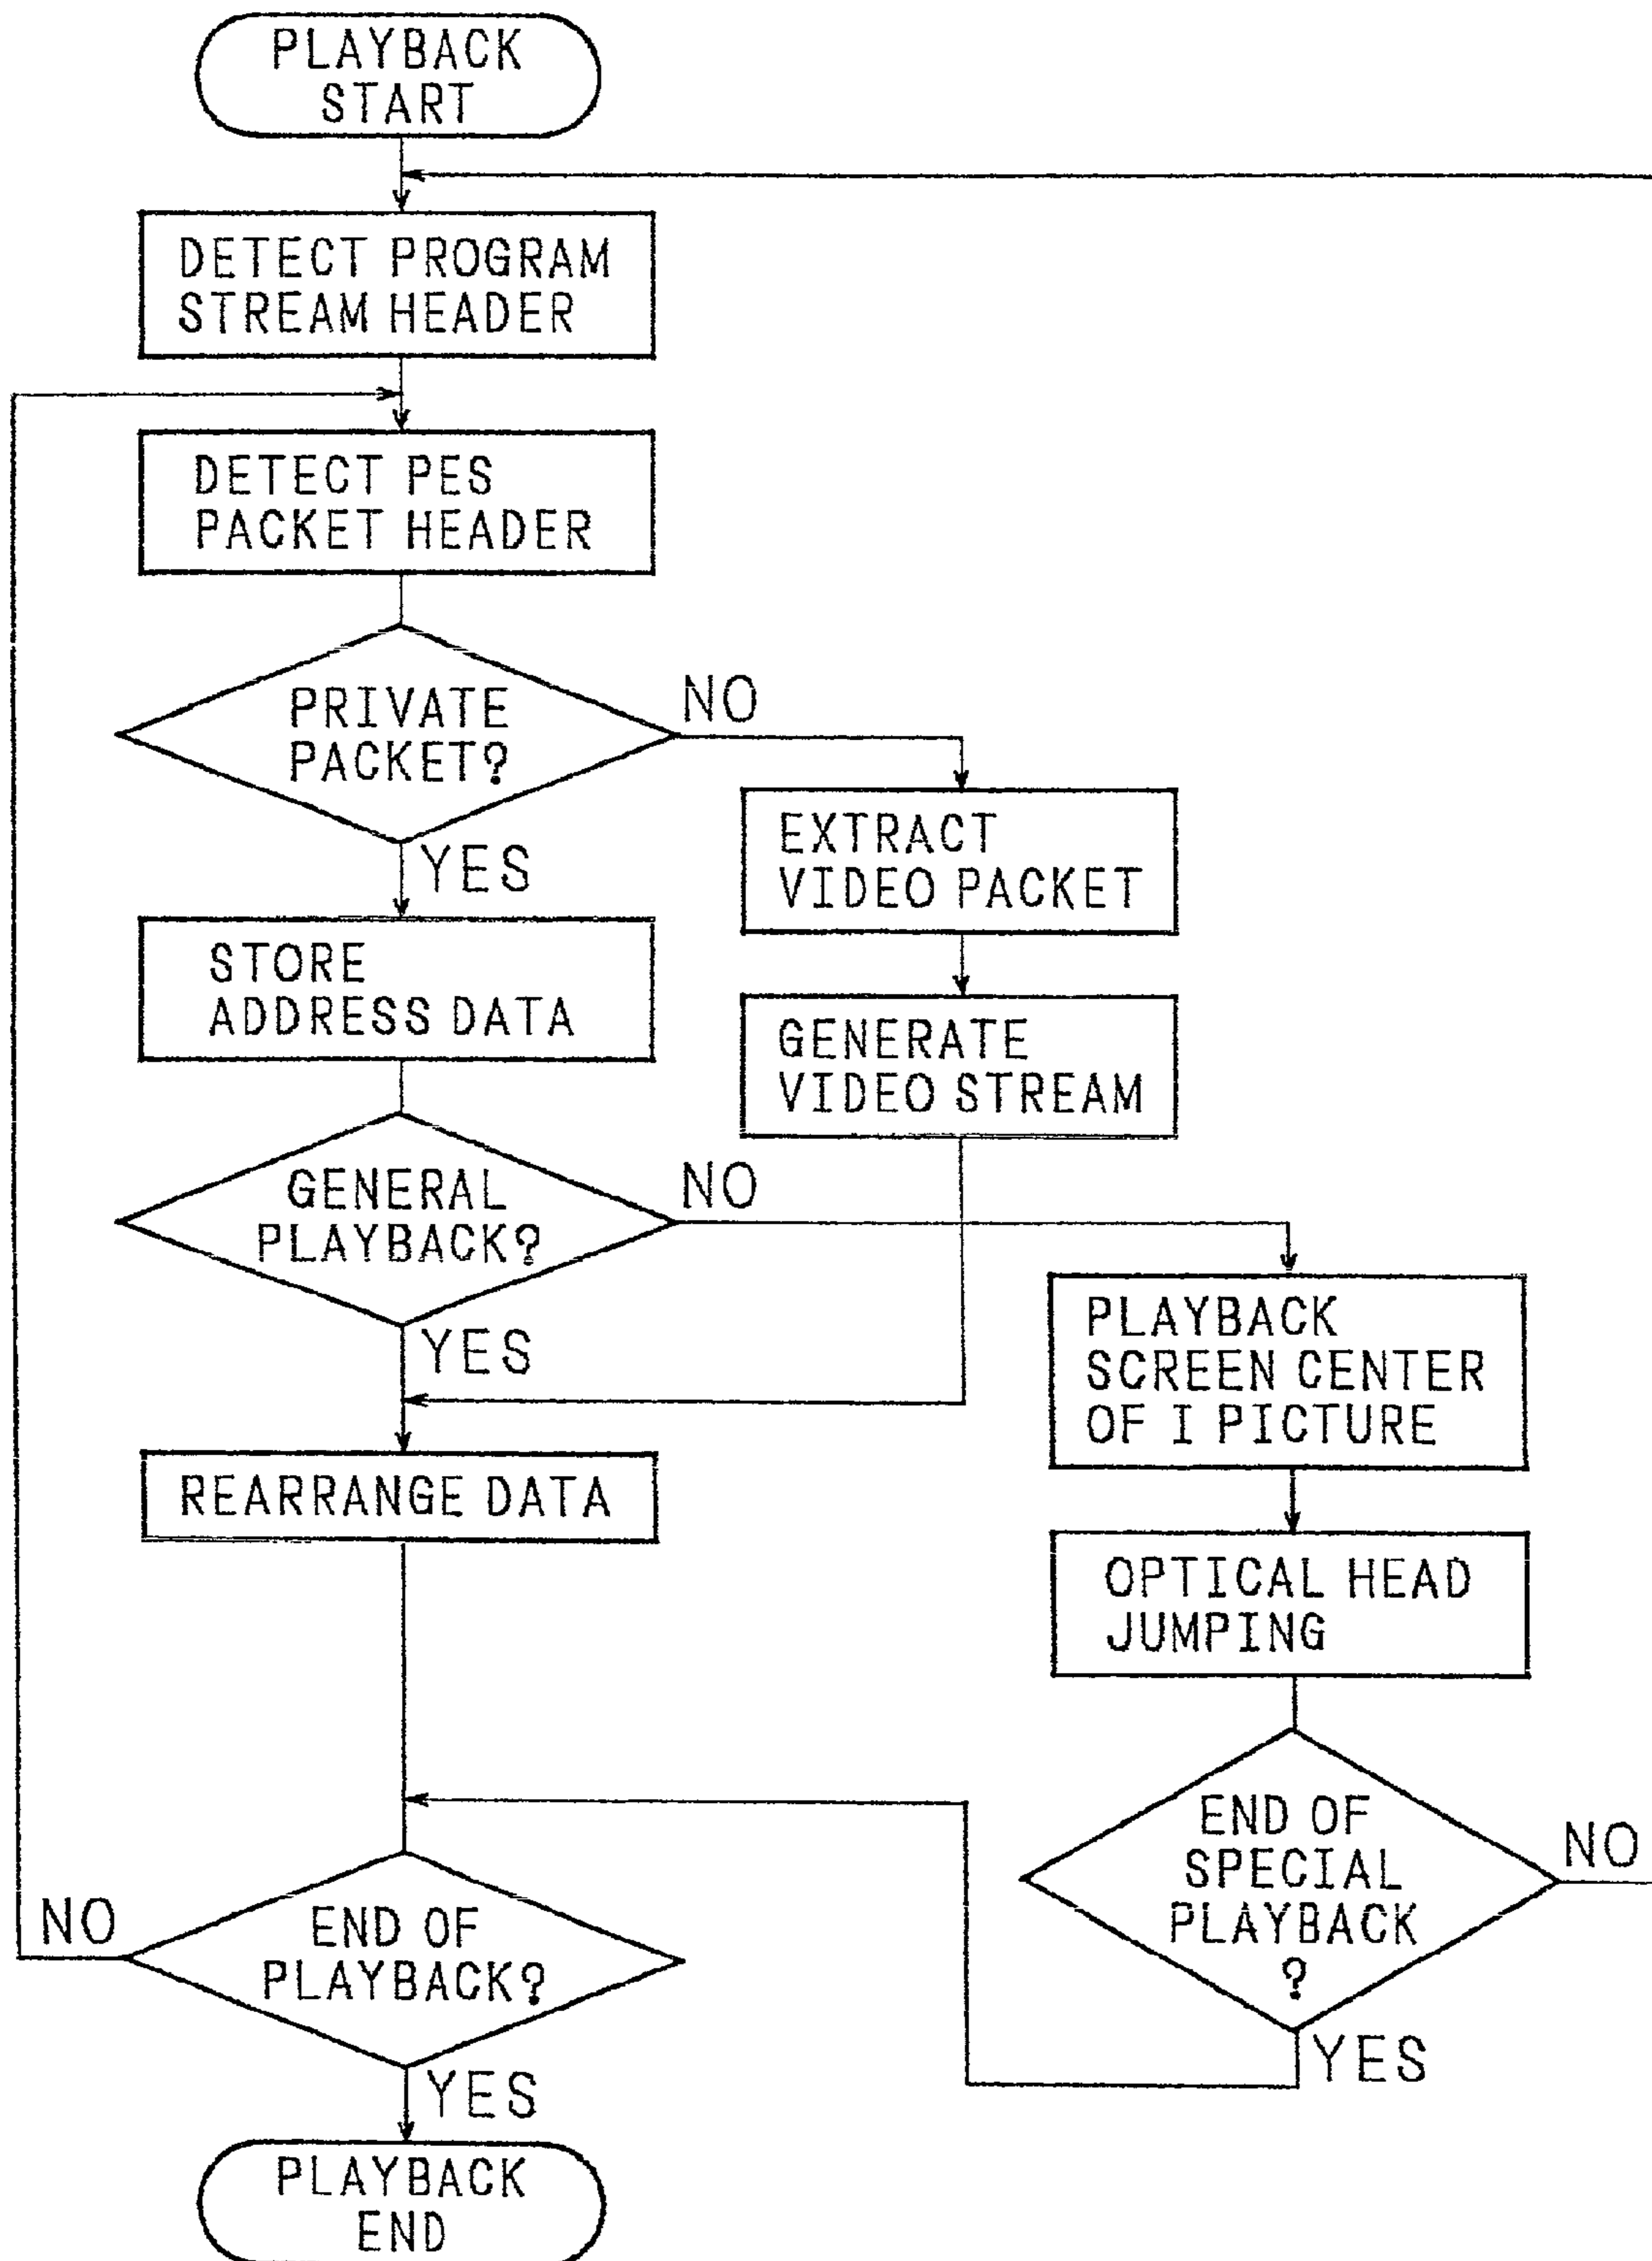 PLAYBACK
START
DETECT PROGRAM
STREAM HEADER
DETECT PES
PACKET HEADER
PRIVATE
PACKET?
NO
YES
EXTRACT
VIDEO PACKET
STORE
ADDRESS DATA
GENERATE
VIDEO STREAM
GENERAL
PLAYBACK?
NO
YES
PLAYBACK
SCREEN CENTER
OF I PICTURE
REARRANGE DATA
OPTICAL HEAD
JUMPING
END OF
SPECIAL
PLAYBACK
?
NO
YES
END OF
PLAYBACK?
NO
YES
PLAYBACK
END